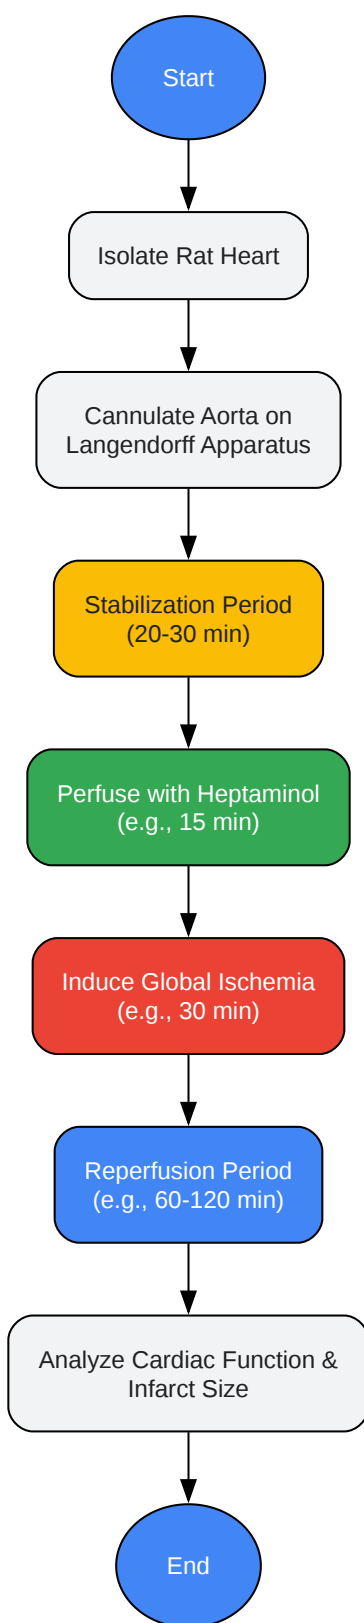 Start
Isolate Rat Heart
Cannulate Aorta on
Langendorff Apparatus
Stabilization Period
(20-30 min)
Perfuse with Heptaminol
(e.g., 15 min)
Induce Global Ischemia
(e.g., 30 min)
Reperfusion Period
(e.g., 60-120 min)
Analyze Cardiac Function &
Infarct Size
End